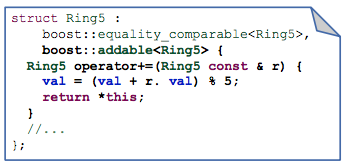 struct Ring5 :
    boost::equality_comparable<Ring5>,
    boost::addable<Ring5> {
  Ring5 operator+=(Ring5 const & r) {
    val = (val + r. val) % 5;
    return *this;
  }
  //...
};